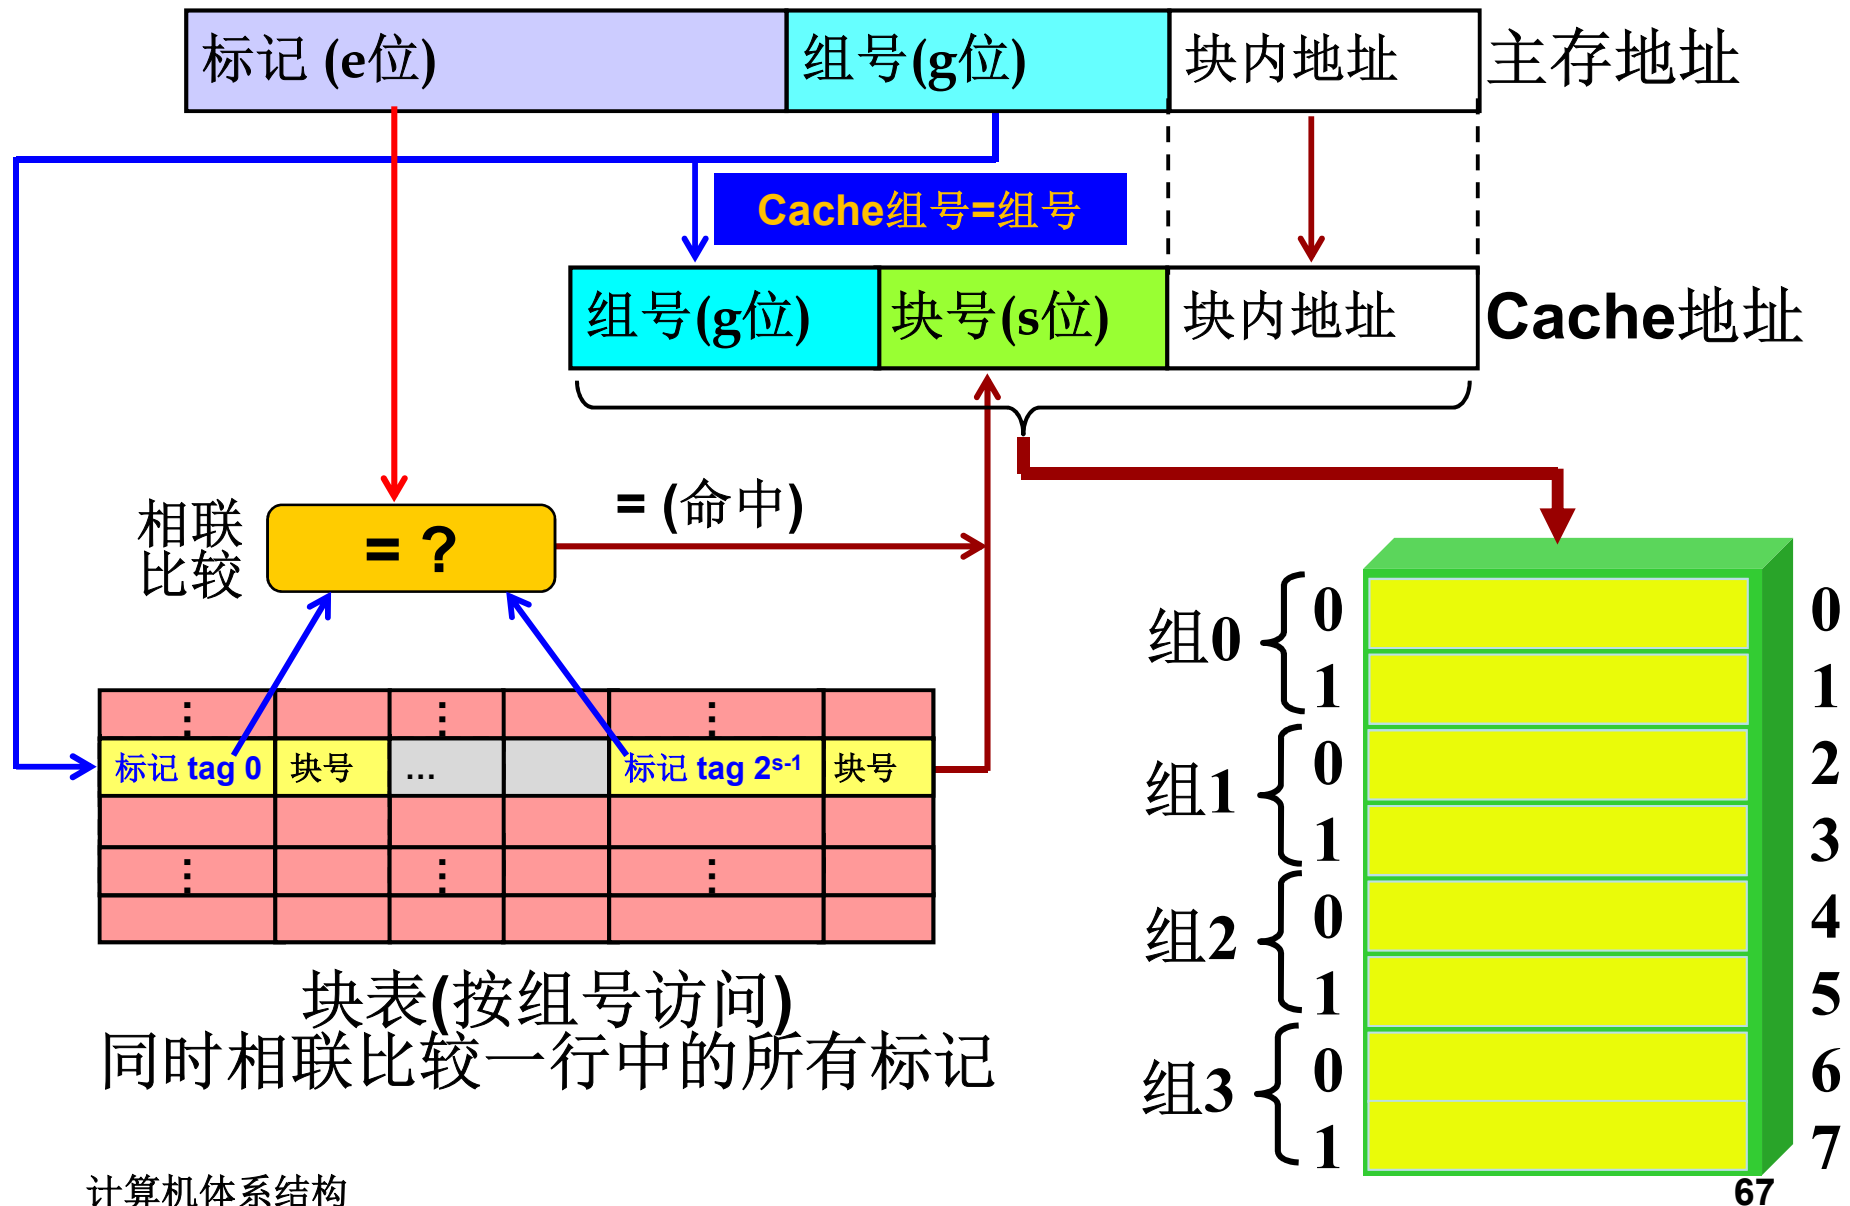 标记 (e位) 组号(g位) 块内地址 主存地址
Cache组号=组号
组号(g位) 块号(s位) 块内地址 Cache地址
相联
比较
= ?
= (命中)
⋮ ⋮ ⋮
标记 tag 0 块号 ... 标记 tag 2^s-1 块号
⋮ ⋮ ⋮
块表(按组号访问)
同时相联比较一行中的所有标记
组0 0 0
1 1
组1 0 2
1 3
组2 0 4
1 5
组3 0 6
1 7
计算机体系结构
67